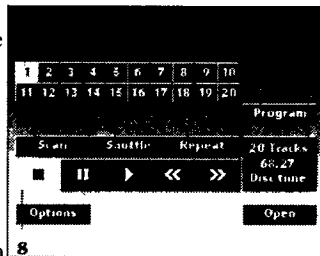 1 2 3 4 5 6 7 8 9 10
11 12 13 14 15 16 17 18 19 20
Program
Scan Shuttle Repeat
20 Tracks
68.27
Disc time
Options
Open
8